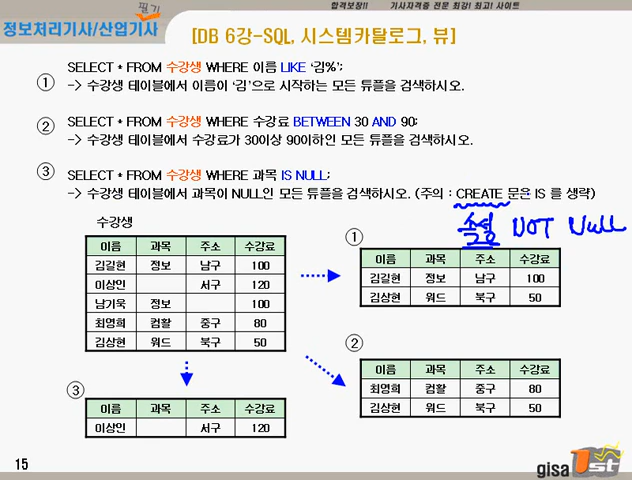 합격보장!! 기사자격증 전문 최강! 최고! 사이트
필기
정보처리기사/산업기사
[DB 6강-SQL, 시스템카탈로그, 뷰]
① SELECT * FROM 수강생 WHERE 이름 LIKE '김%';
-> 수강생 테이블에서 이름이 '김'으로 시작하는 모든 튜플을 검색하시오.
② SELECT * FROM 수강생 WHERE 수강료 BETWEEN 30 AND 90;
-> 수강생 테이블에서 수강료가 30이상 90이하인 모든 튜플을 검색하시오.
③ SELECT * FROM 수강생 WHERE 과목 IS NULL;
-> 수강생 테이블에서 과목이 NULL인 모든 튜플을 검색하시오. (주의 : CREATE 문은 IS 를 생략)
속성 NOT Null
수강생
이름 과목 주소 수강료
김길현 정보 남구 100
이상인 서구 120
남기욱 정보 100
최영희 컴활 중구 80
김상현 워드 북구 50
①
이름 과목 주소 수강료
김길현 정보 남구 100
김상현 워드 북구 50
②
이름 과목 주소 수강료
최영희 컴활 중구 80
김상현 워드 북구 50
③
이름 과목 주소 수강료
이상인 서구 120
15
gisa1st